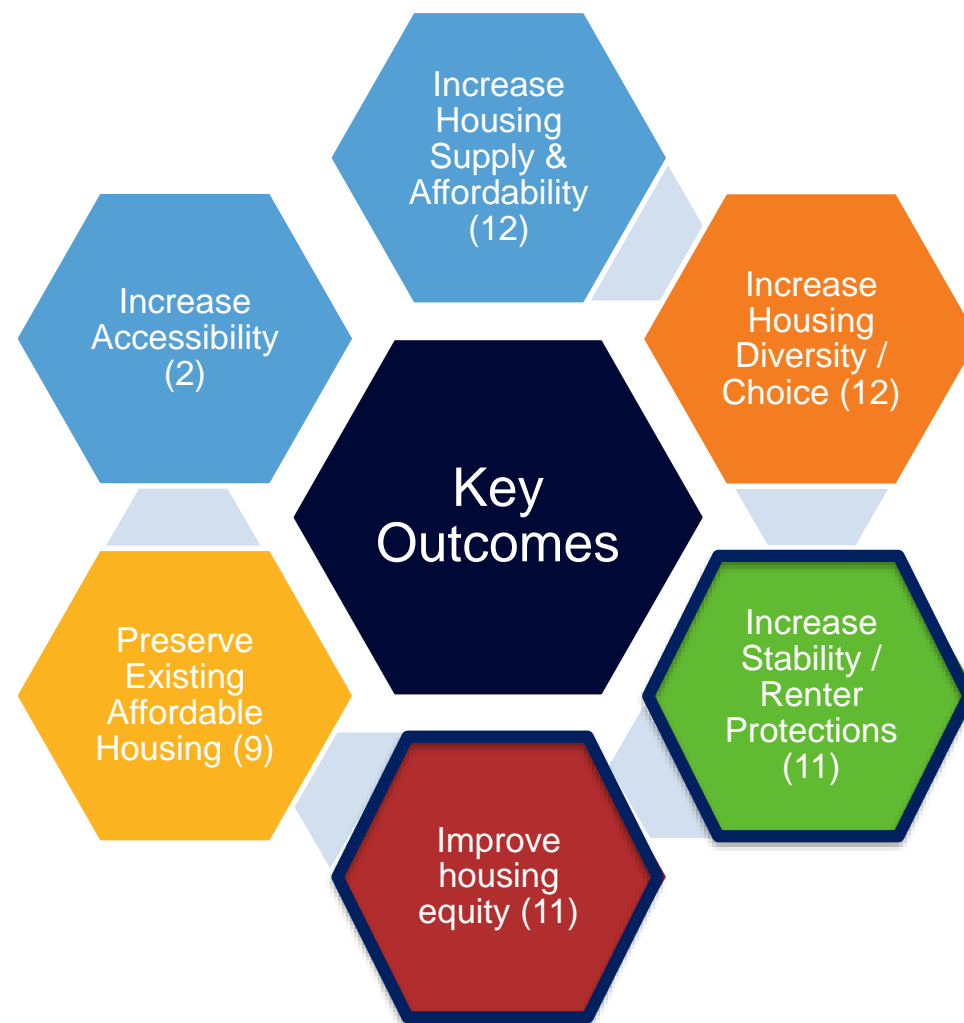 Increase
Housing
Supply &
Affordability
(12)
Increase
Housing
Diversity /
Choice (12)
Increase
Stability /
Renter
Protections
(11)
Improve
housing
equity (11)
Preserve
Existing
Affordable
Housing (9)
Increase
Accessibility
(2)
Key
Outcomes